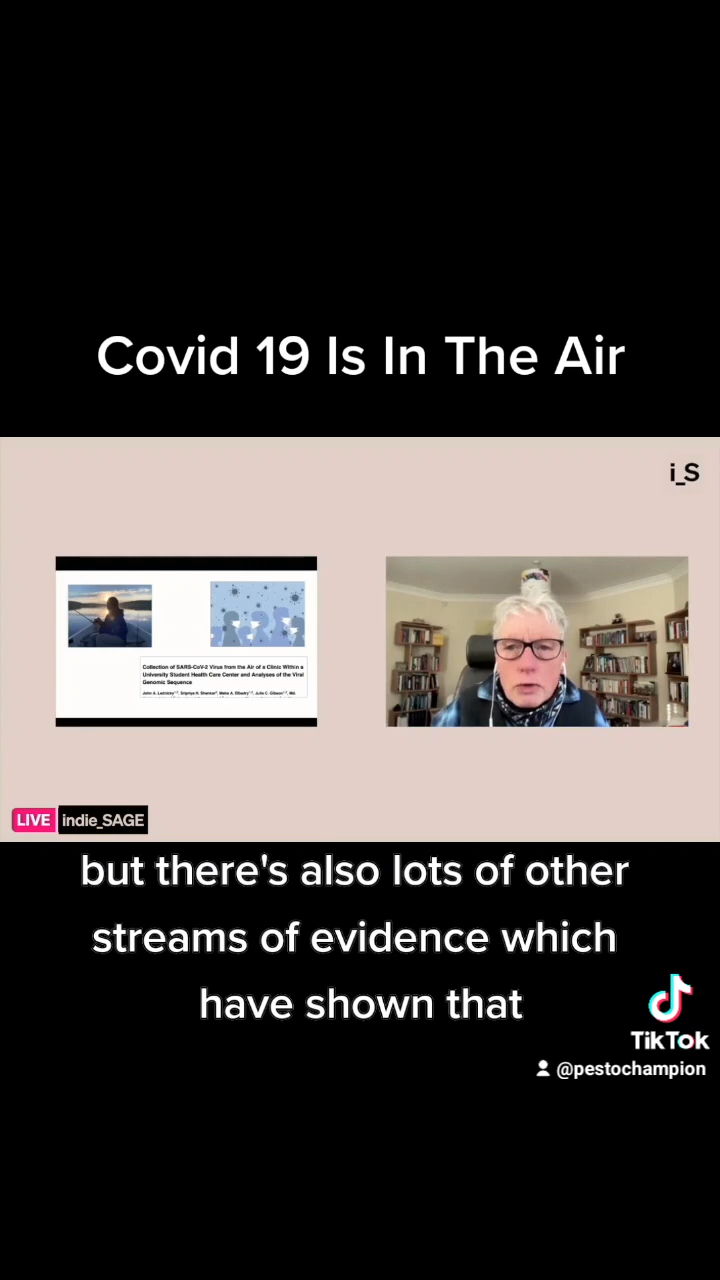 Covid 19 Is In The Air
i_S
Collection of SARS-CoV-2 Virus from the Air of a Clinic Within a
University Student Health Care Center and Analyses of the Viral
Genomic Sequence
John A. Lednicky
LIVE indie_SAGE
but there's also lots of other
streams of evidence which
have shown that
TikTok
@pestochampion